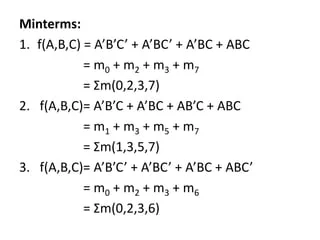 Minterms:
1. f(A,B,C) = A’B’C’ + A’BC’ + A’BC + ABC
= m₀ + m₂ + m₃ + m₇
= Σm(0,2,3,7)
2. f(A,B,C)= A’B’C + A’BC + AB’C + ABC
= m₁ + m₃ + m₅ + m₇
= Σm(1,3,5,7)
3. f(A,B,C)= A’B’C’ + A’BC’ + A’BC + ABC’
= m₀ + m₂ + m₃ + m₆
= Σm(0,2,3,6)